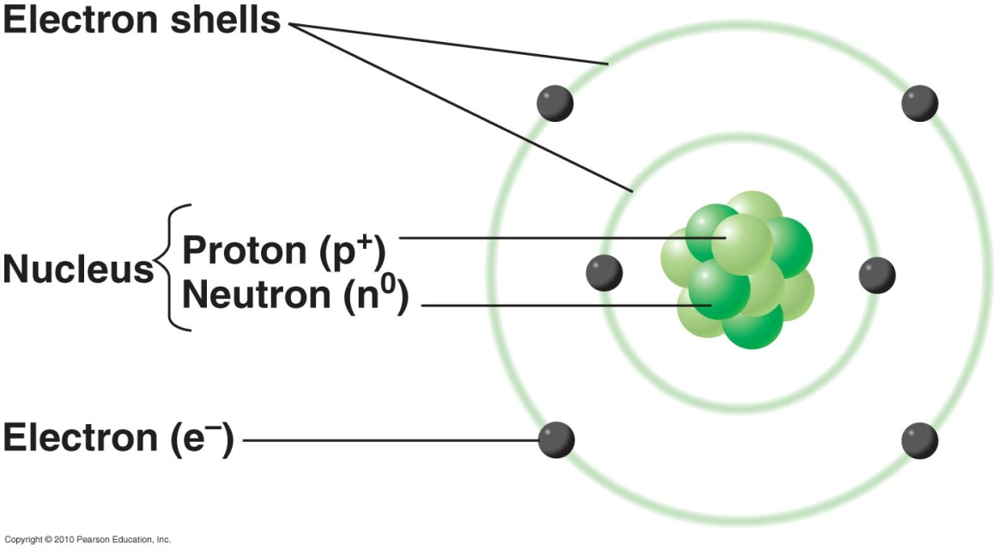 Electron shells
Nucleus
Proton (p⁺)
Neutron (n⁰)
Electron (e⁻)
Copyright © 2010 Pearson Education, Inc.